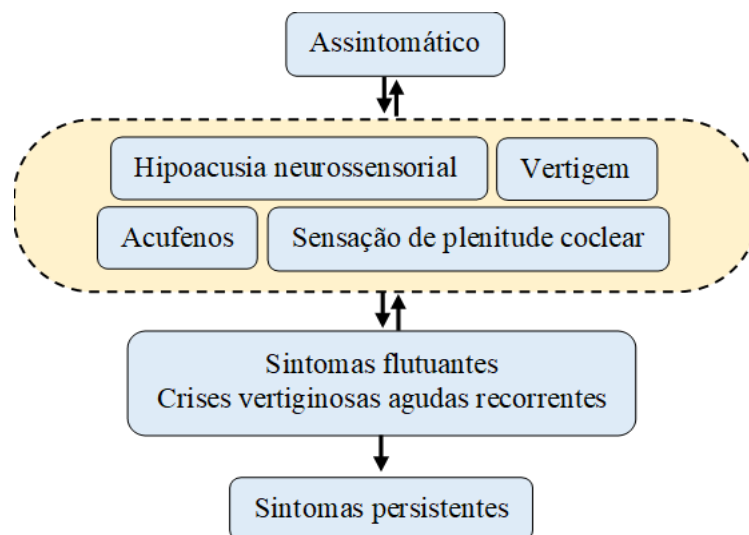 Assintomático
Hipoacusia neurossensorial
Vertigem
Acufenos
Sensação de plenitude coclear
Sintomas flutuantes
Crises vertiginosas agudas recorrentes
Sintomas persistentes